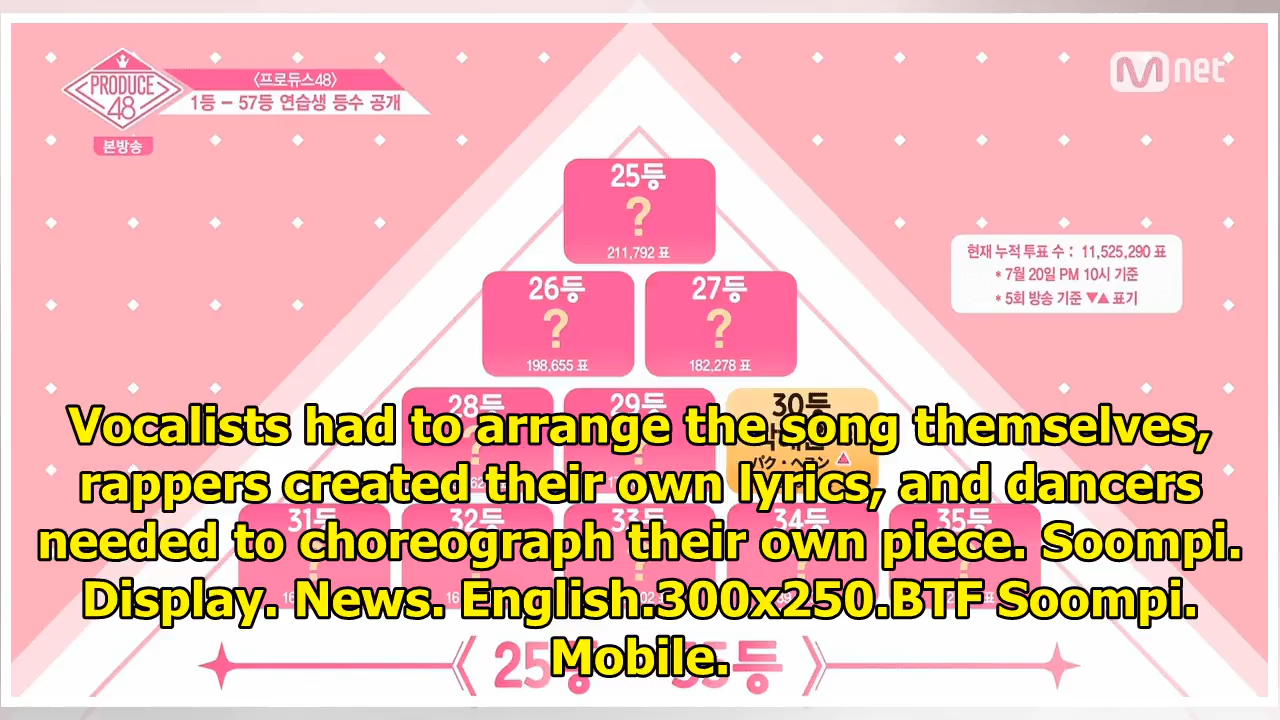 PRODUCE
48
〈프로듀스48〉
1등 - 57등 연습생 등수 공개
본방송
Mnet
25등
?
211,792 표
현재 누적 투표 수 : 11,525,290 표
* 7월 20일 PM 10시 기준
* 5회 방송 기준 ▼▲ 표기
26등
?
198,655 표
27등
?
182,278 표
28등
29등
30등
パク・ヘヨン ▲
31등
32등
33등
34등
35등
Vocalists had to arrange the song themselves,
rappers created their own lyrics, and dancers
needed to choreograph their own piece. Soompi.
Display. News. English.300x250.BTF Soompi.
Mobile.